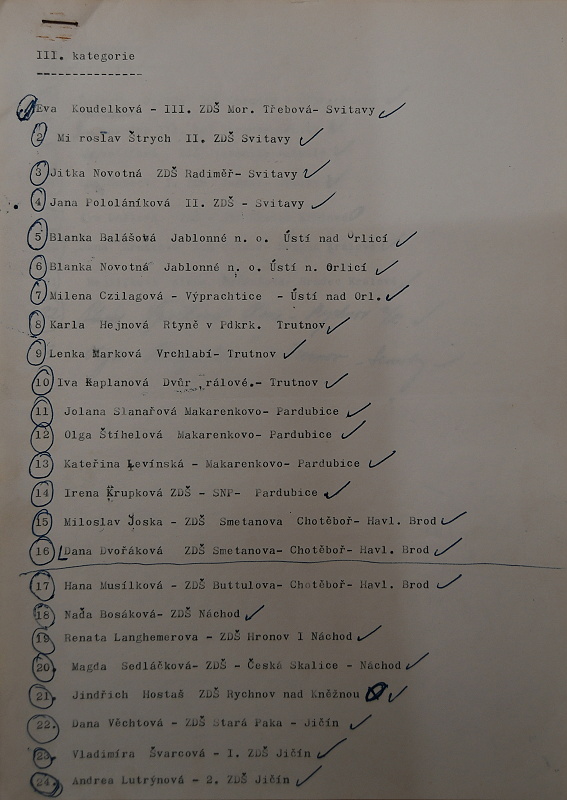 III. kategorie
---------------
Eva Koudelková - III. ZDŠ Mor. Třebová- Svitavy
2 Mi roslav Štrych II. ZDŠ Svitavy
3 Jitka Novotná ZDŠ Radiměř- Svitavy
4 Jana Pololáníková II. ZDŠ - Svitavy
5 Blanka Balášová Jablonné n. o. Ústí nad Orlicí
6 Blanka Novotná Jablonné n. o. Ústí n. Orlicí
7 Milena Czilagová - Výprachtice - Ústí nad Orl.
8 Karla Hejnová Rtyně v Pdkrk. Trutnov
9 Lenka Marková Vrchlabí- Trutnov
10 Iva Kaplanová Dvůr rálové.- Trutnov
11 Jolana Slanařová Makarenkovo- Pardubice
12 Olga Štíhelová Makarenkovo- Pardubice
13 Kateřina Levínská - Makarenkovo- Pardubice
14 Irena Krupková ZDŠ - SNP- Pardubice
15 Miloslav Joska - ZDŠ Smetanova Chotěboř- Havl. Brod
16 Dana Dvořáková ZDŠ Smetanova- Chotěboř- Havl. Brod
17 Hana Musílková - ZDŠ Buttulova- Chotěboř- Havl. Brod
18 Naďa Bosáková- ZDŠ Náchod
19 Renata Langhemerova - ZDŠ Hronov 1 Náchod
20. Magda Sedláčková- ZDŠ - Česká Skalice - Náchod
21. Jindřich Hostaš ZDŠ Rychnov nad Kněžnou
22. Dana Věchtová - ZDŠ Stará Paka - Jičín
23. Vladimíra Švarcová - 1. ZDŠ Jičín
24. Andrea Lutrýnová - 2. ZDŠ Jičín